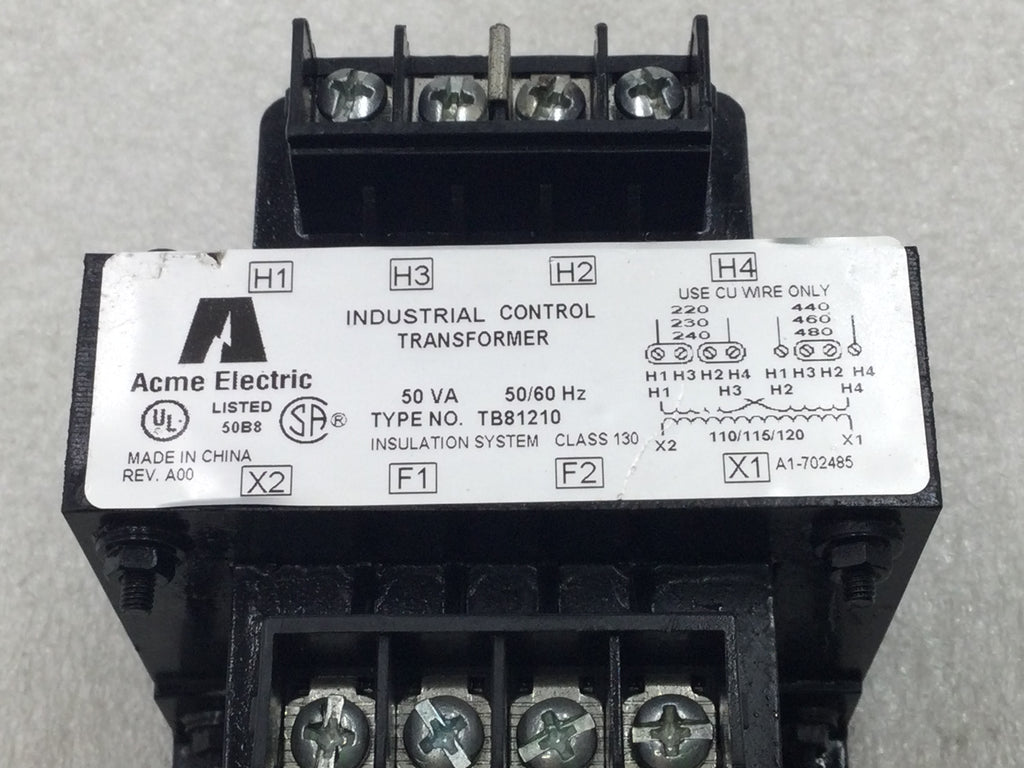 H1 H3 H2 H4
USE CU WIRE ONLY
INDUSTRIAL CONTROL
TRANSFORMER
220 440
230 460
240 480
H1 H3 H2 H4 H1 H3 H2 H4
H1 H3 H2 H4
Acme Electric
UL LISTED
50B8
SA®
50 VA 50/60 Hz
TYPE NO. TB81210
INSULATION SYSTEM CLASS 130
X2 110/115/120 X1
MADE IN CHINA
REV. A00
X2 F1 F2 X1 A1-702485